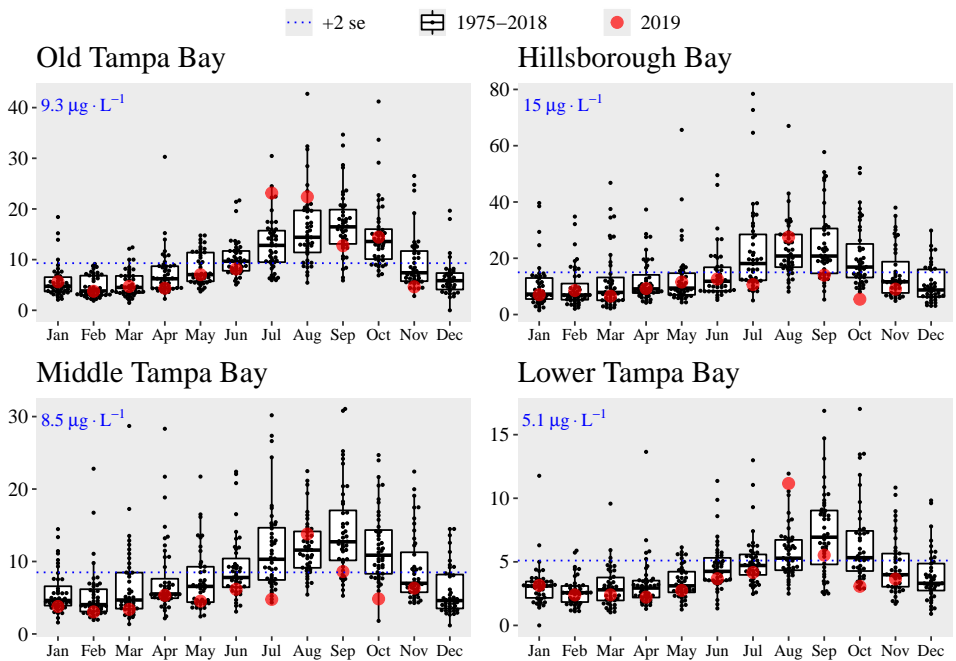 +2 se 1975−2018 2019
Old Tampa Bay
9.3 μg · L⁻¹
40
30
20
10
0
Jan Feb Mar Apr May Jun Jul Aug Sep Oct Nov Dec
Hillsborough Bay
15 μg · L⁻¹
80
60
40
20
0
Jan Feb Mar Apr May Jun Jul Aug Sep Oct Nov Dec
Middle Tampa Bay
8.5 μg · L⁻¹
30
20
10
0
Jan Feb Mar Apr May Jun Jul Aug Sep Oct Nov Dec
Lower Tampa Bay
5.1 μg · L⁻¹
15
10
5
0
Jan Feb Mar Apr May Jun Jul Aug Sep Oct Nov Dec